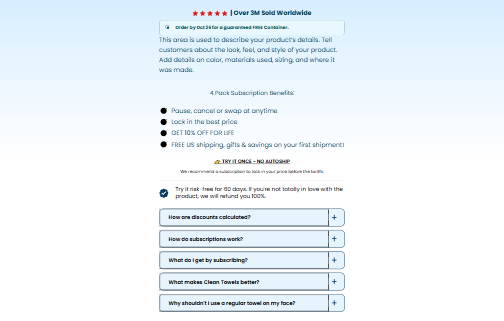 ★★★★★ | Over 3M Sold Worldwide
Order by Oct 26 for a guaranteed FREE Container.
This area is used to describe your product's details. Tell
customers about the look, feel, and style of your product.
Add details on color, materials used, sizing, and where it
was made.
4 Pack Subscription Benefits:
Pause, cancel or swap at anytime
Lock in the best price
GET 10% OFF FOR LIFE
FREE US shipping, gifts & savings on your first shipment!
TRY IT ONCE - NO AUTOSHIP
We recommend a subscription to lock in your price before the tariffs.
Try it risk-free for 60 days. If you're not totally in love with the
product, we will refund you 100%.
How are discounts calculated? +
How do subscriptions work? +
What do I get by subscribing? +
What makes Clean Towels better? +
Why shouldn't I use a regular towel on my face? +